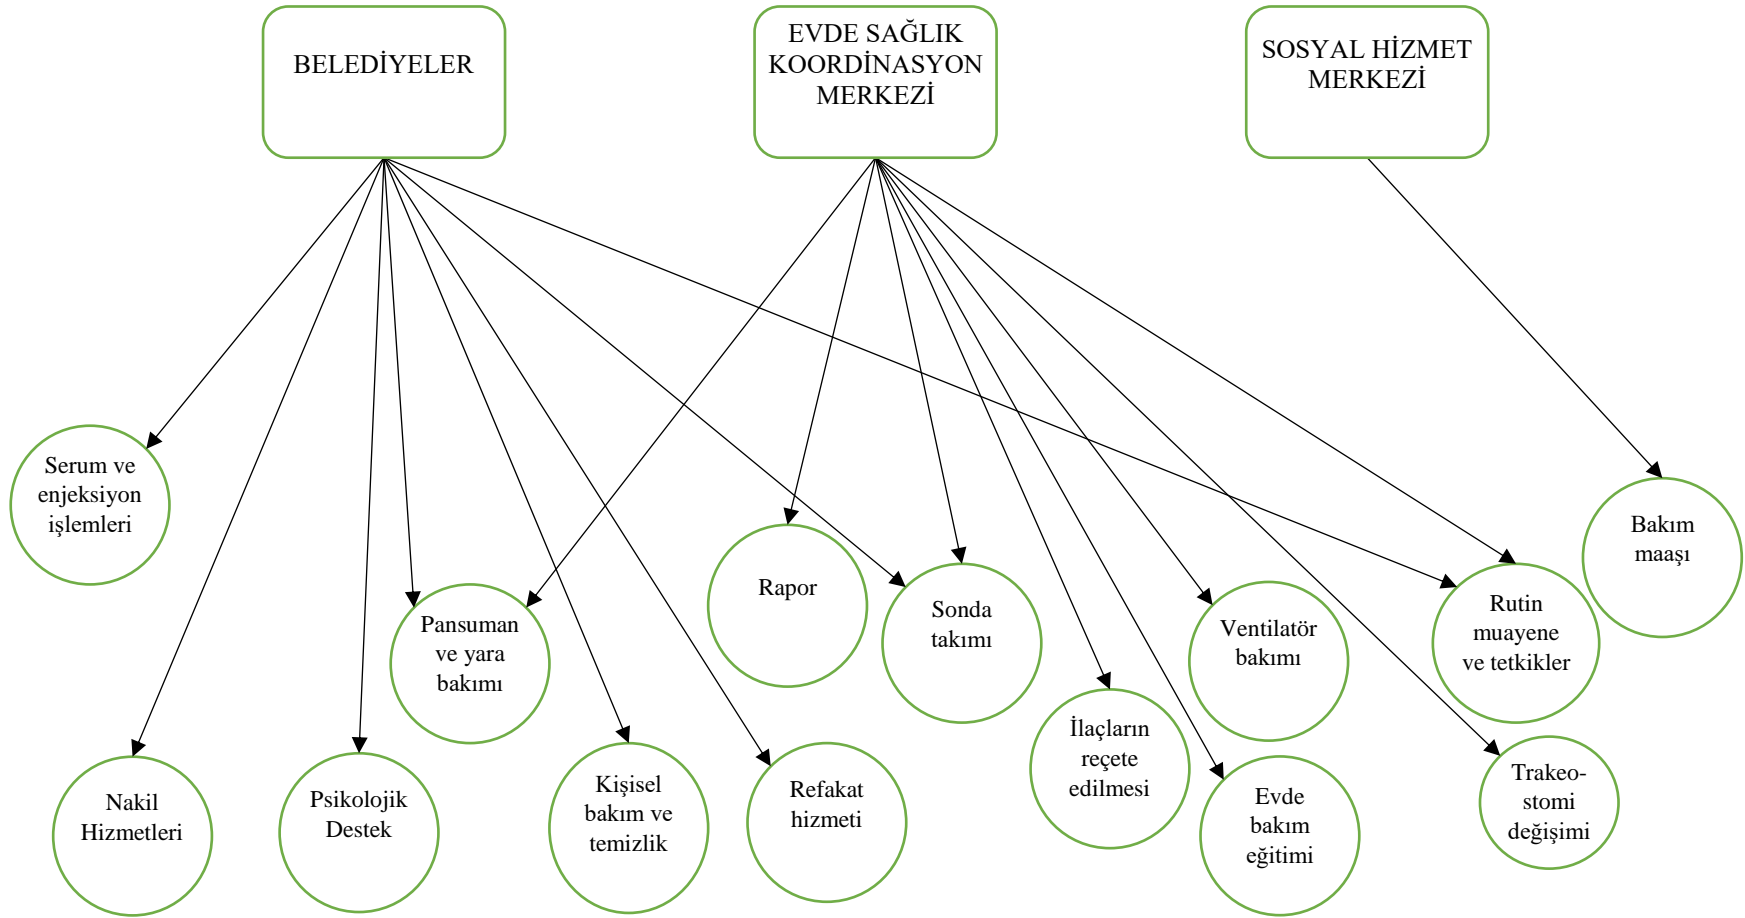 BELEDİYELER
EVDE SAĞLIK
KOORDİNASYON
MERKEZİ
SOSYAL HİZMET
MERKEZİ
Serum ve
enjeksiyon
işlemleri
Bakım
maaşı
Pansuman
ve yara
bakımı
Rapor
Sonda
takımı
Ventilatör
bakımı
Rutin
muayene
ve tetkikler
Nakil
Hizmetleri
Psikolojik
Destek
Kişisel
bakım ve
temizlik
Refakat
hizmeti
İlaçların
reçete
edilmesi
Evde
bakım
eğitimi
Trakeo-
stomi
değişimi